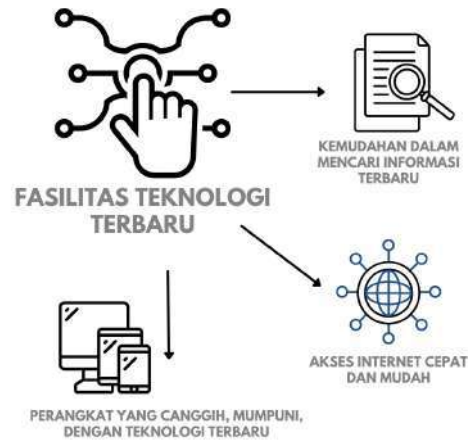 FASILITAS TEKNOLOGI
TERBARU
KEMUDAHAN DALAM
MENCARI INFORMASI
TERBARU
AKSES INTERNET CEPAT
DAN MUDAH
PERANGKAT YANG CANGGIH, MUMPUNI,
DENGAN TEKNOLOGI TERBARU